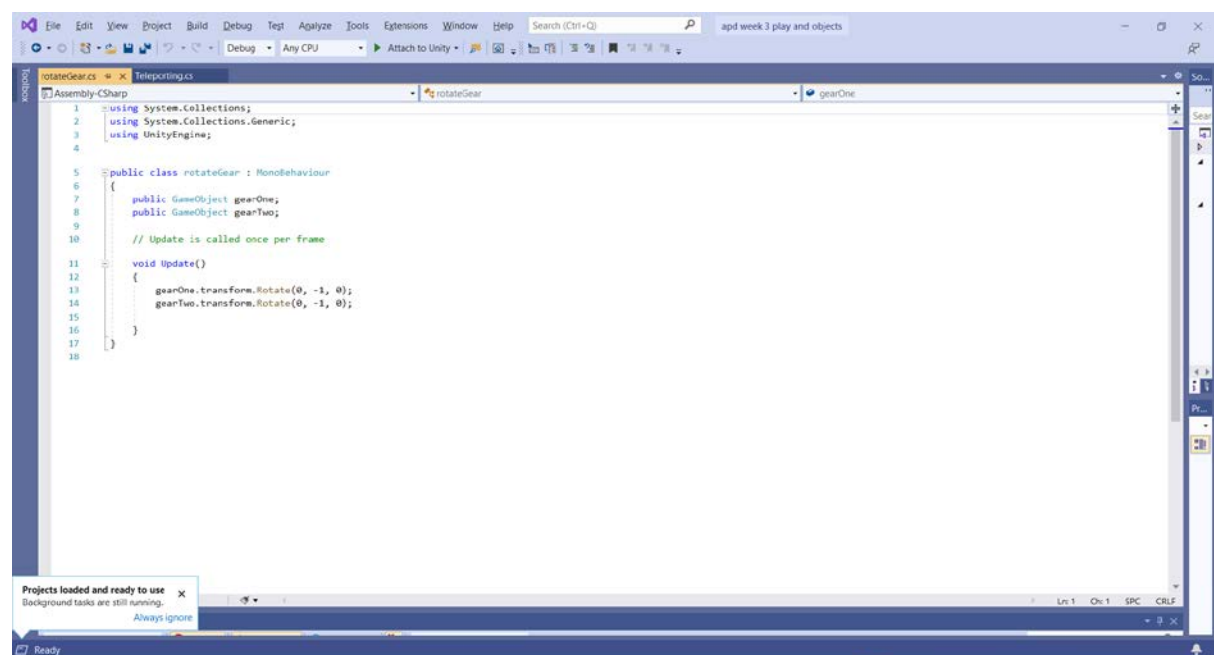 File Edit View Project Build Debug Test Analyze Tools Extensions Window Help Search (Ctrl+Q) apd week 3 play and objects
Debug Any CPU Attach to Unity
Toolbox
rotateGear.cs Teleporting.cs So...
Assembly-CSharp rotateGear gearOne
Sear
1 using System.Collections;
2 using System.Collections.Generic;
3 using UnityEngine;
4
5 public class rotateGear : MonoBehaviour
6 {
7 public GameObject gearOne;
8 public GameObject gearTwo;
9
10 // Update is called once per frame
11 void Update()
12 {
13 gearOne.transform.Rotate(0, -1, 0);
14 gearTwo.transform.Rotate(0, -1, 0);
15
16 }
17 }
18
Pr...
Projects loaded and ready to use
Background tasks are still running.
Always ignore
Ln: 1 Ch: 1 SPC CRLF
Ready